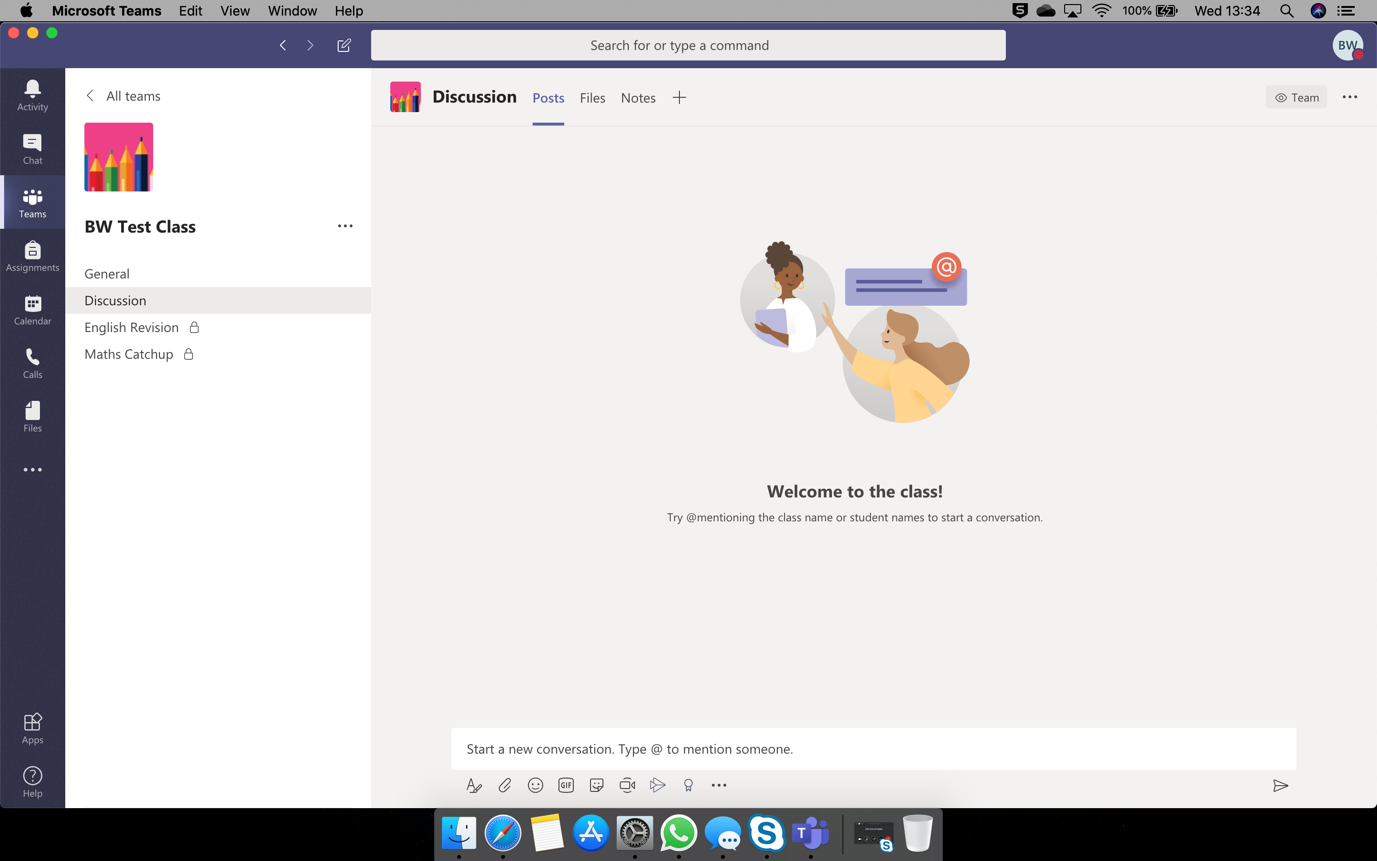 Microsoft Teams Edit View Window Help 100% Wed 13:34
Search for or type a command
BW
Activity
Chat
Teams
Assignments
Calendar
Calls
Files
Apps
Help
All teams
BW Test Class
General
Discussion
English Revision
Maths Catchup
Discussion Posts Files Notes Team
@
Welcome to the class!
Try @mentioning the class name or student names to start a conversation.
Start a new conversation. Type @ to mention someone.
GIF